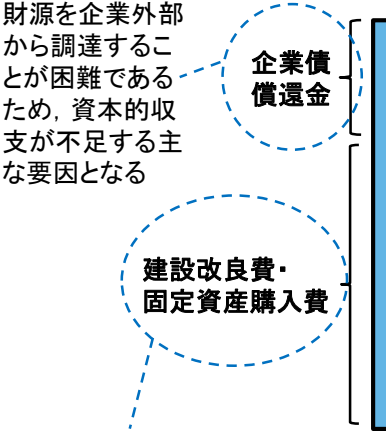 財源を企業外部
から調達するこ
とが困難である
ため，資本的収
支が不足する主
な要因となる
企業債
償還金
建設改良費・
固定資産購入費